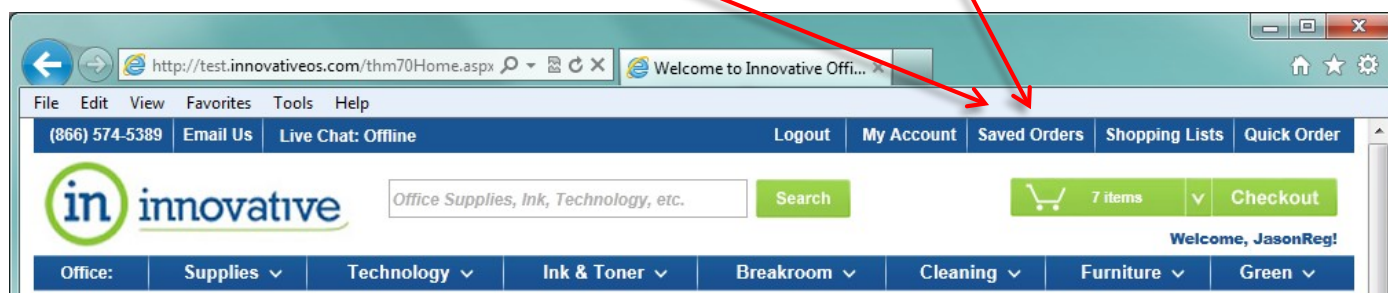 http://test.innovativeos.com/thm70Home.aspx
Welcome to Innovative Offi...
File Edit View Favorites Tools Help
(866) 574-5389 Email Us Live Chat: Offline Logout My Account Saved Orders Shopping Lists Quick Order
in innovative Office Supplies, Ink, Technology, etc. Search 7 items Checkout
Welcome, JasonReg!
Office: Supplies Technology Ink & Toner Breakroom Cleaning Furniture Green